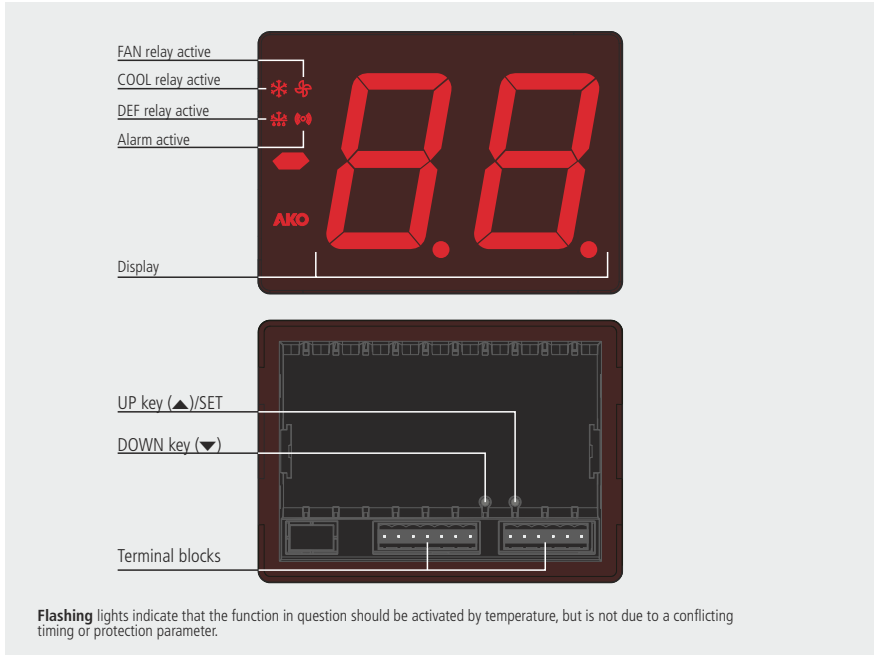 FAN relay active
COOL relay active
DEF relay active
Alarm active
AKO
88
Display
UP key (▲)/SET
DOWN key (▼)
Terminal blocks
Flashing lights indicate that the function in question should be activated by temperature, but is not due to a conflicting
timing or protection parameter.